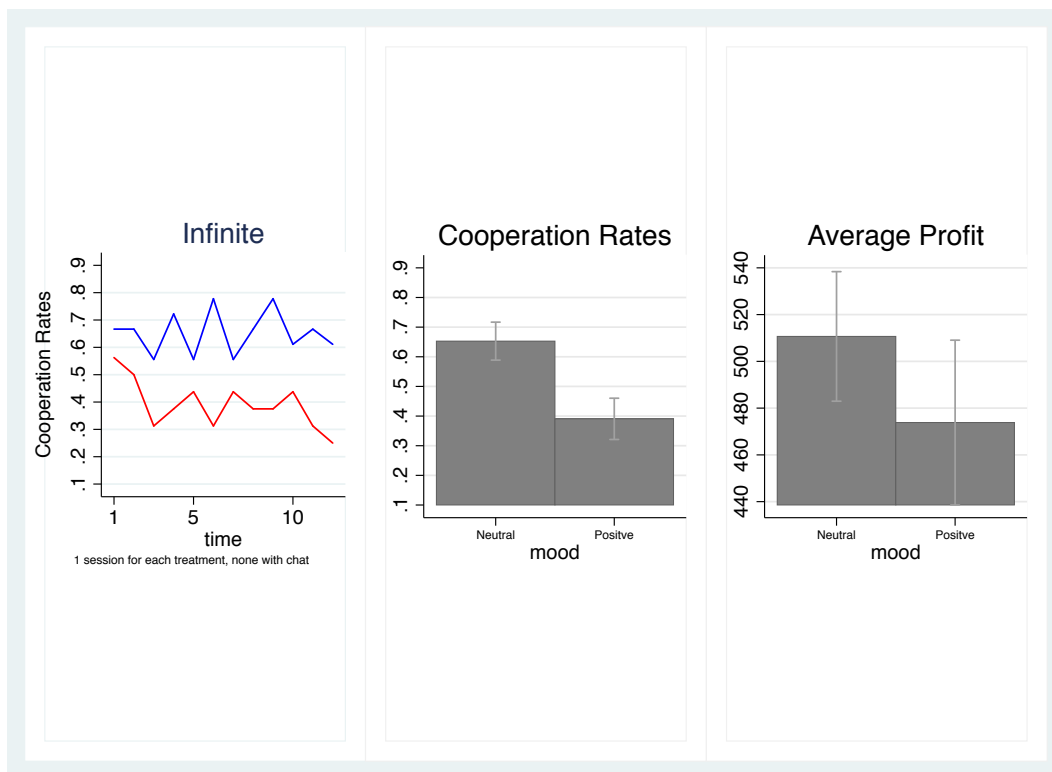 Infinite
Cooperation Rates
.9
.8
.7
.6
.5
.4
.3
.2
.1
1 5 10
time
1 session for each treatment, none with chat
Cooperation Rates
.9
.8
.7
.6
.5
.4
.3
.2
.1
Neutral Positve
mood
Average Profit
540
520
500
480
460
440
Neutral Positve
mood